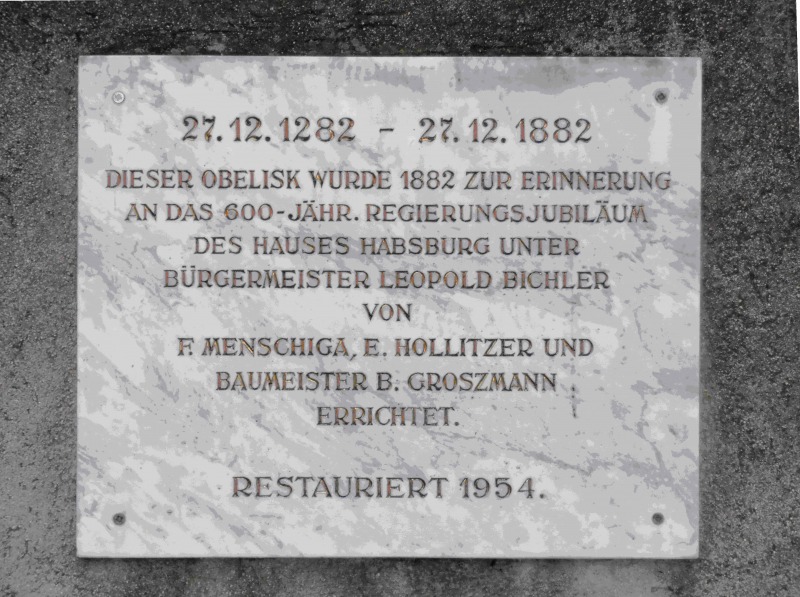 27.12.1282 – 27.12.1882
DIESER OBELISK WURDE 1882 ZUR ERINNERUNG
AN DAS 600-JÄHR. REGIERUNGSJUBILÄUM
DES HAUSES HABSBURG UNTER
BÜRGERMEISTER LEOPOLD BICHLER
VON
F. MENSCHIGA, E. HOLLITZER UND
BAUMEISTER B. GROSZMANN
ERRICHTET.
RESTAURIERT 1954.